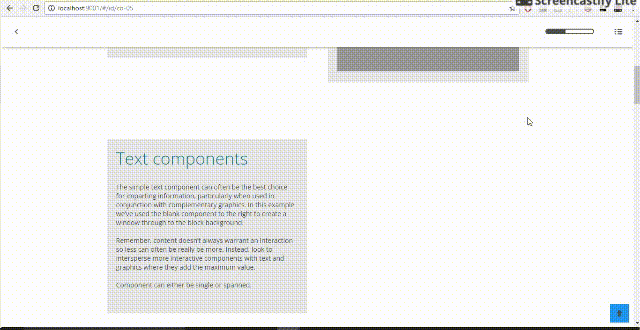 localhost:9001/#/id/co-05
Screencastify Lite
Text components
The simple text component can often be the best choice
for imparting information, particularly when used in
conjunction with complementary graphics. In this example
we've used the blank component to the right to create a
window through to the block background.
Remember, content doesn't always warrant an interaction
so less can often be really be more. Instead, look to
intersperse more interactive components with text and
graphics where they add the maximum value.
Component can either be single or spanned.